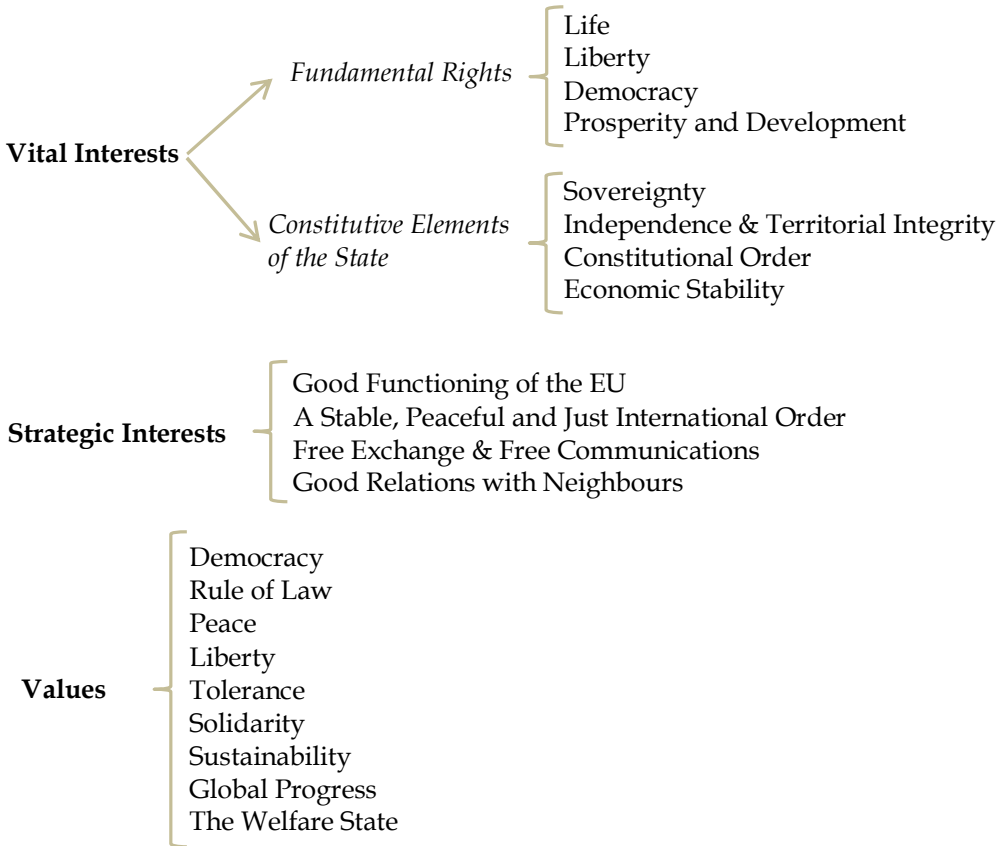 Vital Interests
Fundamental Rights
Life
Liberty
Democracy
Prosperity and Development
Constitutive Elements
of the State
Sovereignty
Independence & Territorial Integrity
Constitutional Order
Economic Stability
Strategic Interests
Good Functioning of the EU
A Stable, Peaceful and Just International Order
Free Exchange & Free Communications
Good Relations with Neighbours
Values
Democracy
Rule of Law
Peace
Liberty
Tolerance
Solidarity
Sustainability
Global Progress
The Welfare State